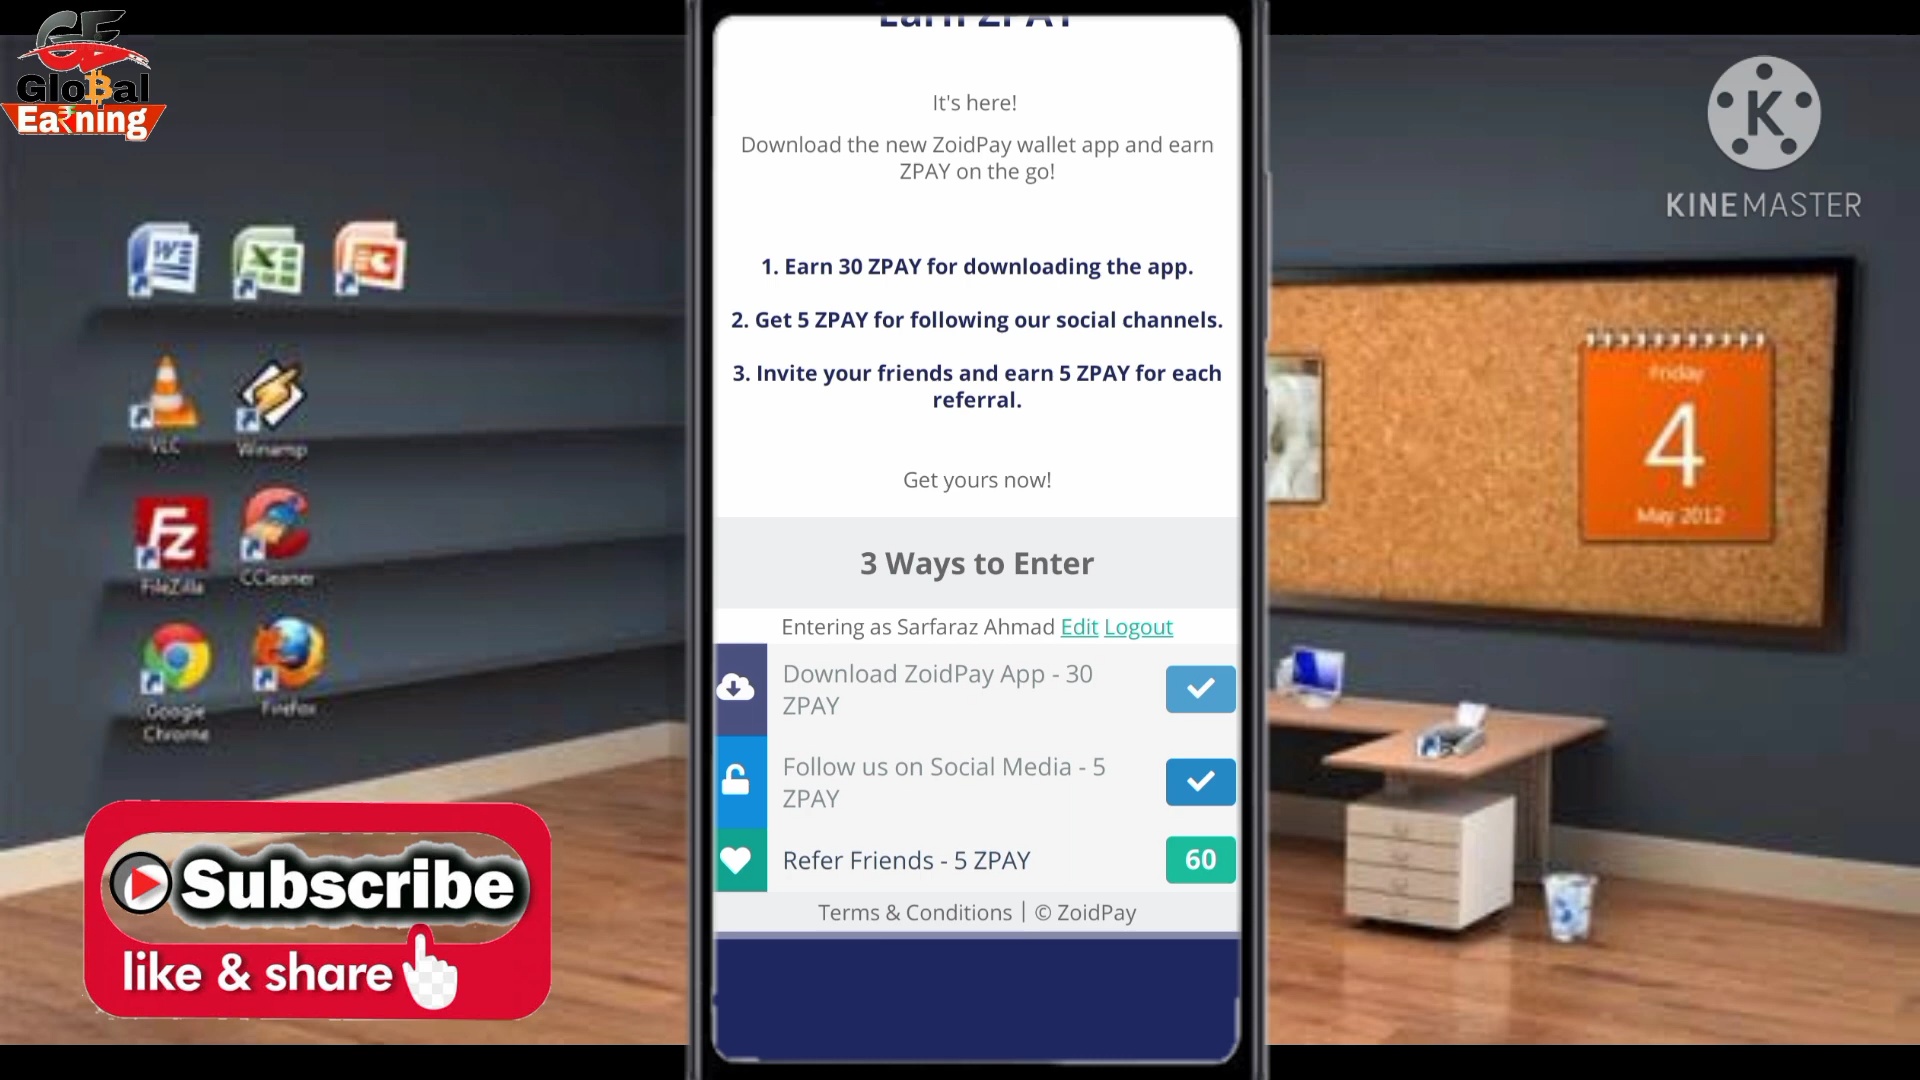 GE
Global
Earning
KINEMASTER
Earn ZPAY
It's here!
Download the new ZoidPay wallet app and earn
ZPAY on the go!
1. Earn 30 ZPAY for downloading the app.
2. Get 5 ZPAY for following our social channels.
3. Invite your friends and earn 5 ZPAY for each
referral.
Get yours now!
3 Ways to Enter
Entering as Sarfaraz Ahmad Edit Logout
Download ZoidPay App - 30
ZPAY
Follow us on Social Media - 5
ZPAY
Refer Friends - 5 ZPAY 60
Terms & Conditions | © ZoidPay
VLC
Winamp
FileZilla
CCleaner
Google
Chrome
Firefox
Friday
4
May 2012
Subscribe
like & share